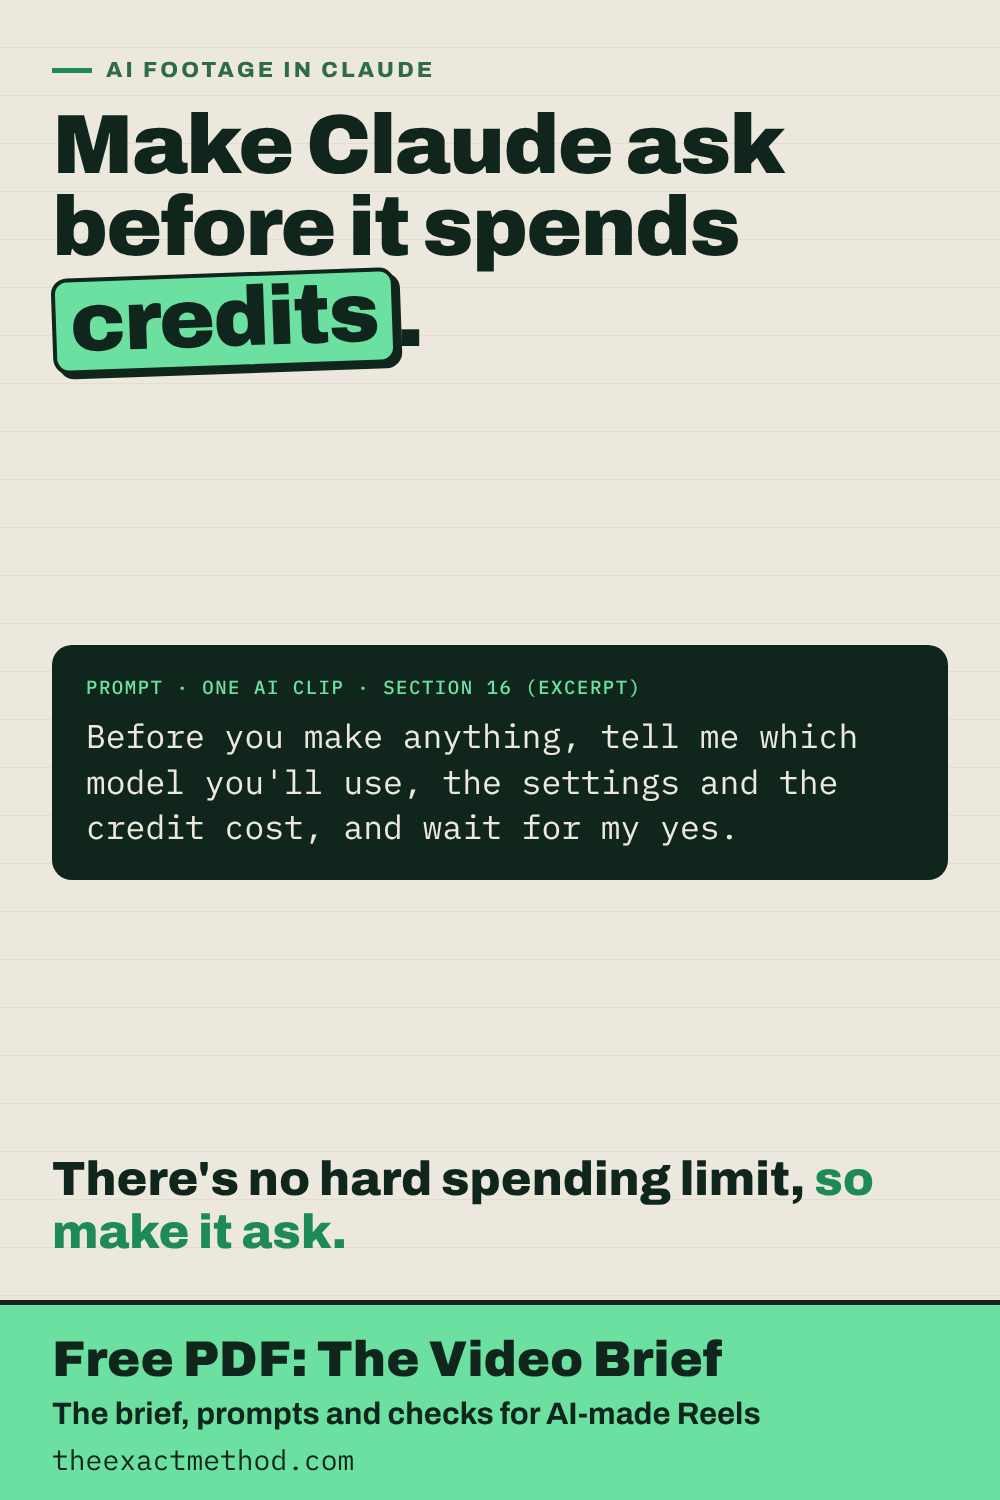 AI FOOTAGE IN CLAUDE
Make Claude ask
before it spends
credits.
PROMPT · ONE AI CLIP · SECTION 16 (EXCERPT)
Before you make anything, tell me which
model you'll use, the settings and the
credit cost, and wait for my yes.
There's no hard spending limit, so
make it ask.
Free PDF: The Video Brief
The brief, prompts and checks for AI-made Reels
theexactmethod.com